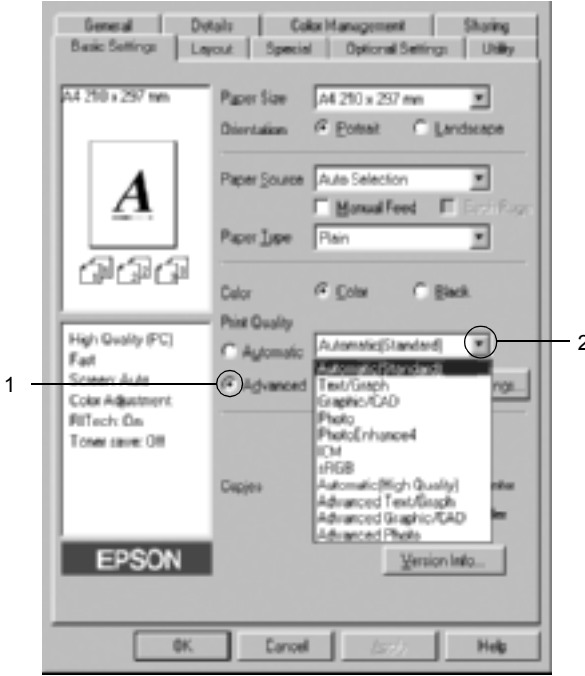 General Details Color Management Sharing
Basic Settings Layout Special Optional Settings Utility
A4 210 x 297 mm
A
Paper Size A4 210 x 297 mm
Orientation Portrait Landscape
Paper Source Auto Selection
Manual Feed Each Page
Paper Type Plain
Color Color Black
Print Quality
Automatic Automatic(Standard) 2
1 Advanced
Automatic(Standard)
Text/Graph
Graphic/CAD
Photo
PhotoEnhance4
ICM
sRGB
Automatic(High Quality)
Advanced Text/Graph
Advanced Graphic/CAD
Advanced Photo
High Quality (PC)
Fast
Screen: Auto
Color Adjustment
RITech: On
Toner save: Off
Copies
EPSON
Version Info...
OK Cancel Apply Help